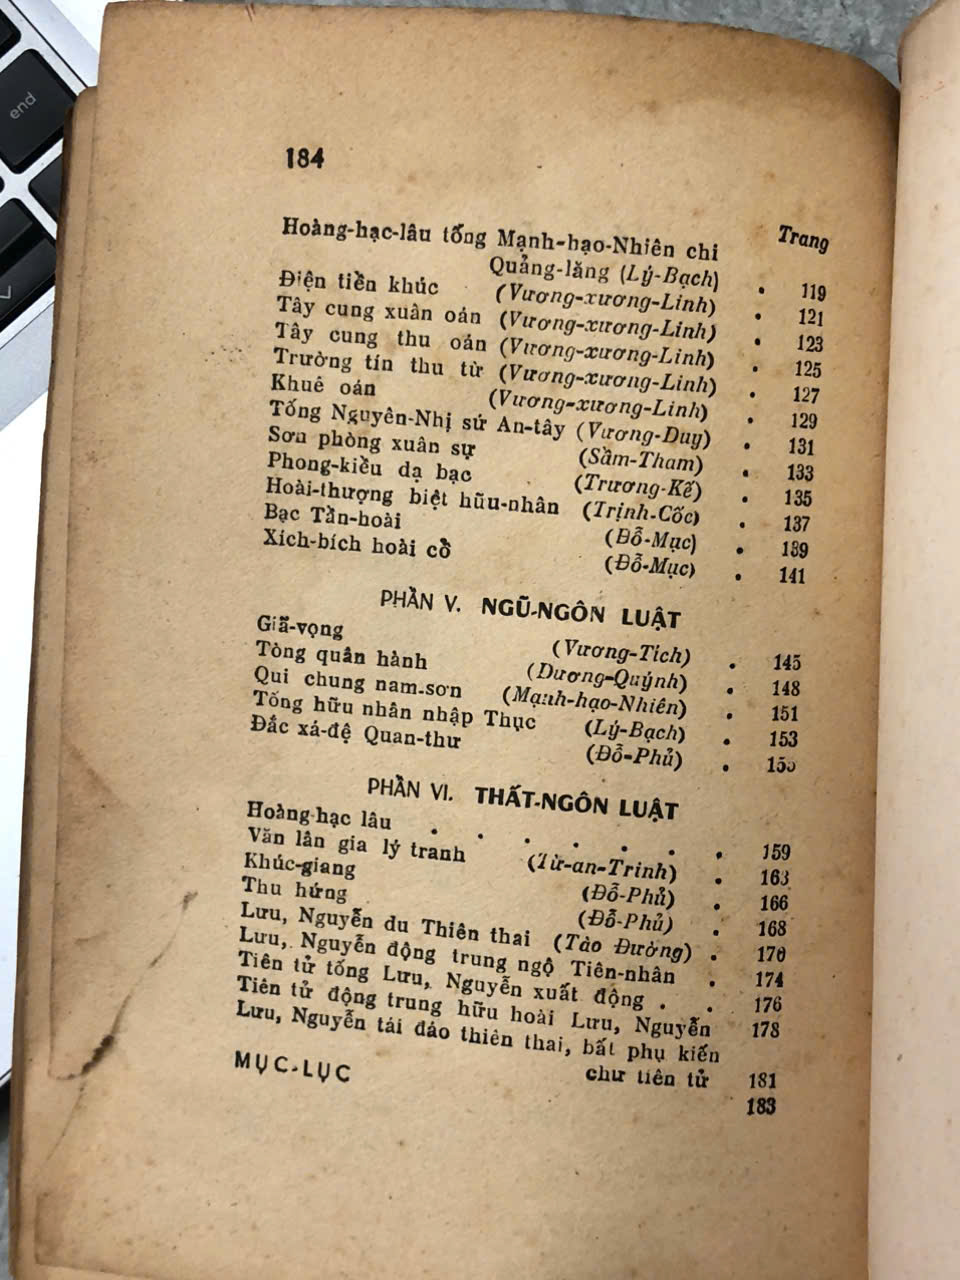 end
184
Trang
Hoàng-hạc-lâu tống Mạnh-hạo-Nhiên chi
Quảng-lăng (Lý-Bạch) . 119
Điện tiền khúc (Vương-xương-Linh) . 121
Tây cung xuân oán (Vương-xương-Linh) . 123
Tây cung thu oán (Vương-xương-Linh) . 125
Trường tín thu từ (Vương-xương-Linh) . 127
Khuê oán (Vương-xương-Linh) . 129
Tống Nguyên-Nhị sứ An-tây (Vương-Duy) . 131
Sơn phòng xuân sự (Sầm-Tham) . 133
Phong-kiều dạ bạc (Trương-Kế) . 135
Hoài-thượng biệt hữu-nhân (Trịnh-Cốc) . 137
Bạc Tần-hoài (Đỗ-Mục) . 139
Xich-bích hoài cổ (Đỗ-Mục) . 141
PHẦN V. NGŨ-NGÔN LUẬT
Giã-vọng (Vương-Tích) . 145
Tòng quân hành (Dương-Quýnh) . 148
Qui chung nam-sơn (Mạnh-hạo-Nhiên) . 151
Tống hữu nhân nhập Thục (Lý-Bạch) . 153
Đắc xá-đệ Quan-thư (Đỗ-Phủ) . 155
PHẦN VI. THẤT-NGÔN LUẬT
Hoàng hạc lâu . . . . . . . 159
Văn lân gia lý tranh (Từ-an-Trinh) . 163
Khúc-giang (Đỗ-Phủ) . 166
Thu hứng (Đỗ-Phủ) . 168
Lưu, Nguyễn du Thiên thai (Tào Đường) . 170
Lưu, Nguyễn động trung ngộ Tiên-nhân . 174
Tiên tử tống Lưu, Nguyễn xuất động . . 176
Tiên tử động trung hữu hoài Lưu, Nguyễn 178
Lưu, Nguyễn tái đáo thiên thai, bất phụ kiến
chư tiên tử 181
MỤC-LỤC 183